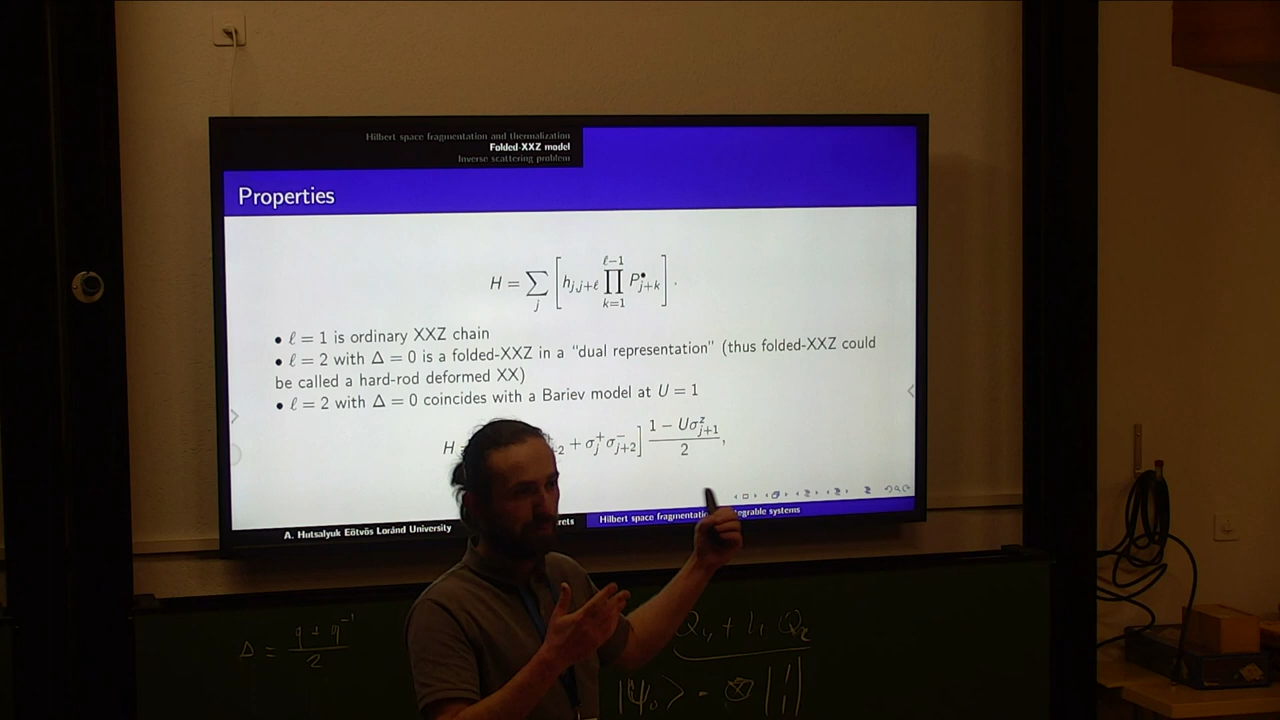 Hilbert space fragmentation and thermalization
Folded-XXZ model
Inverse scattering problem
Properties
H = ∑_j [ h_{j,j+ℓ} ∏_{k=1}^{ℓ−1} P^•_{j+k} ] .
• ℓ = 1 is ordinary XXZ chain
• ℓ = 2 with Δ = 0 is a folded-XXZ in a "dual representation" (thus folded-XXZ could
be called a hard-rod deformed XX)
• ℓ = 2 with Δ = 0 coincides with a Bariev model at U = 1
H + σ^+_j σ^−_{j+2} ] (1 − Uσ^z_{j+1}) / 2 ,
A. Hutsalyuk Eötvös Loránd University
Hilbert space systems
Δ = (q + q^{-1}) / 2
|ψ_0> =